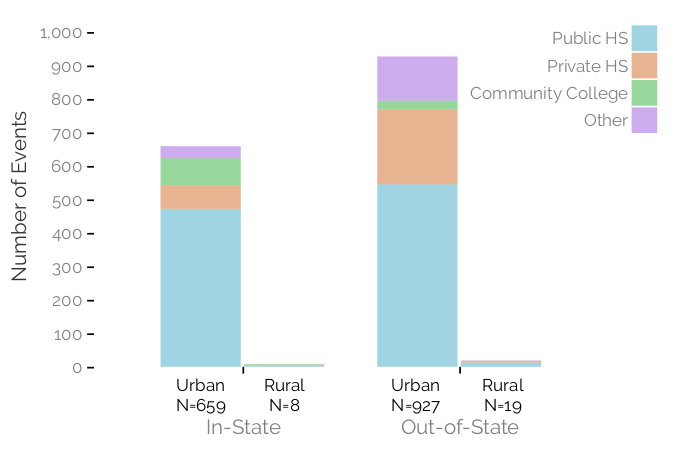 Number of Events
1,000
900
800
700
600
500
400
300
200
100
0
Public HS
Private HS
Community College
Other
Urban
N=659
Rural
N=8
In-State
Urban
N=927
Rural
N=19
Out-of-State